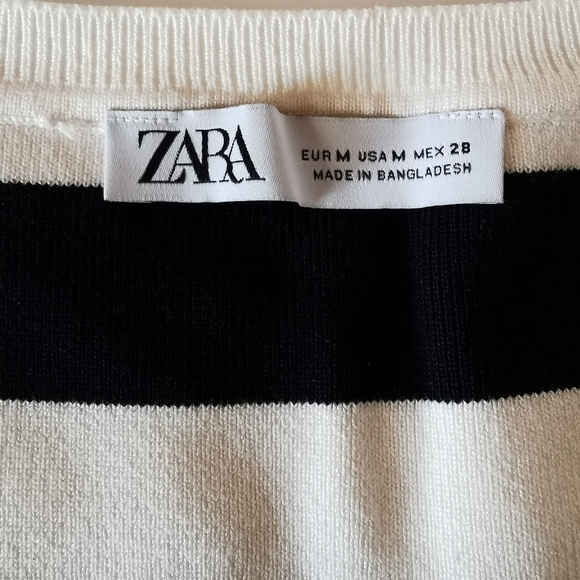 ZARA
EUR M USA M MEX 28
MADE IN BANGLADESH